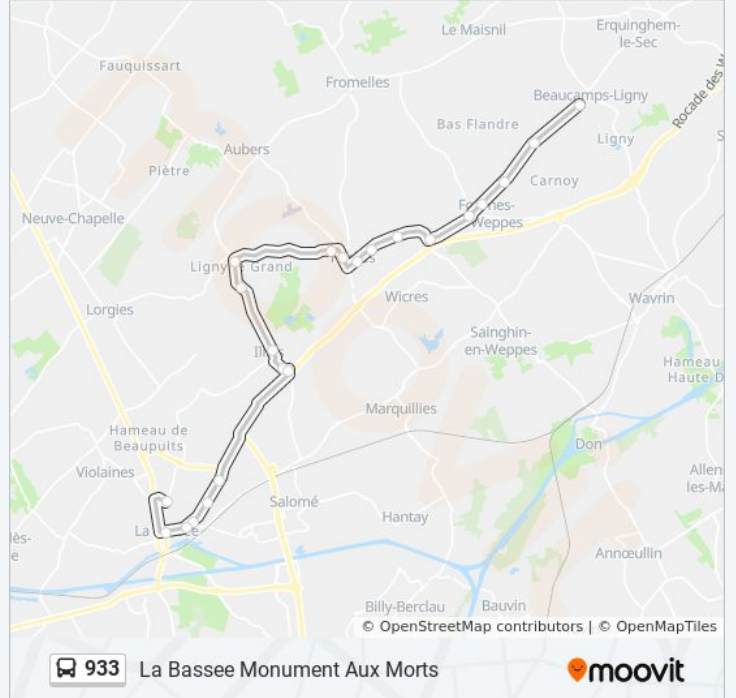 Le Maisnil
Erquinghem-
le-Sec
Fauquissart
Fromelles
Beaucamps-Ligny
Rocade des
Bas Flandre
Ligny
Aubers
Piètre
Carnoy
Neuve-Chapelle
Weppes
Ligny
Grand
Wicres
Wavrin
Lorgies
Sainghin-
en-Weppes
Hameau
Haute D
Marquillies
Hameau de
Beaupuits
Don
Violaines
Allen
les-Ma
Salomé
Hantay
Annœullin
Billy-Berclau
Bauvin
© OpenStreetMap contributors | © OpenMapTiles
933 La Bassee Monument Aux Morts
moovit